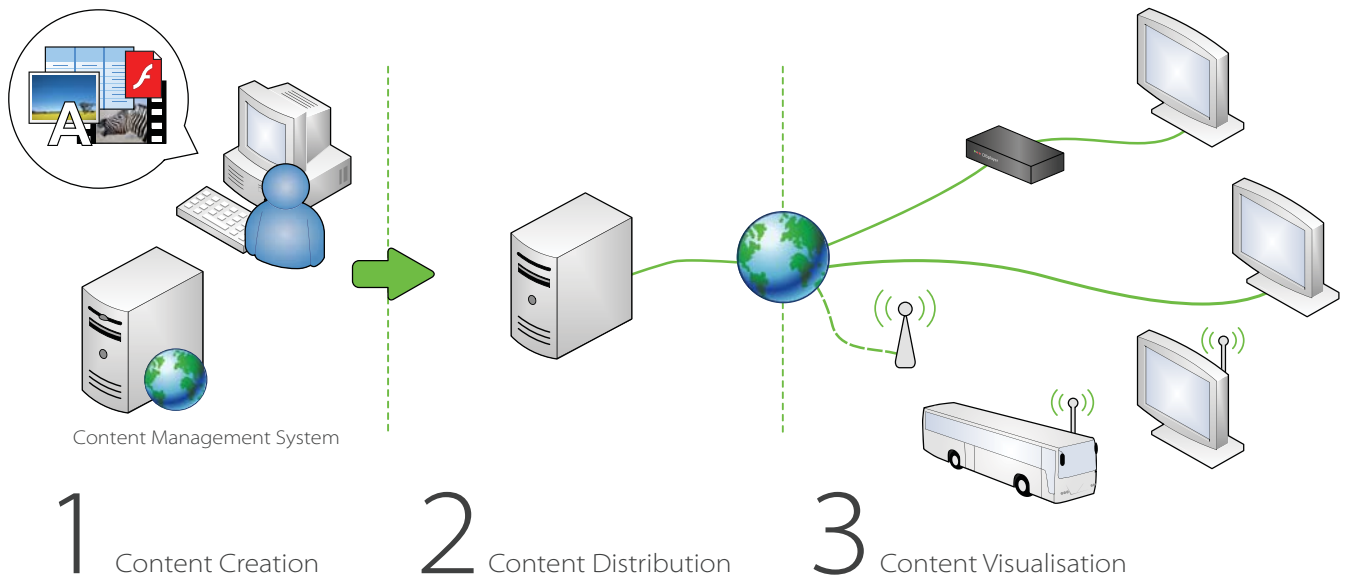 A
Content Management System
1 Content Creation
2 Content Distribution
3 Content Visualisation